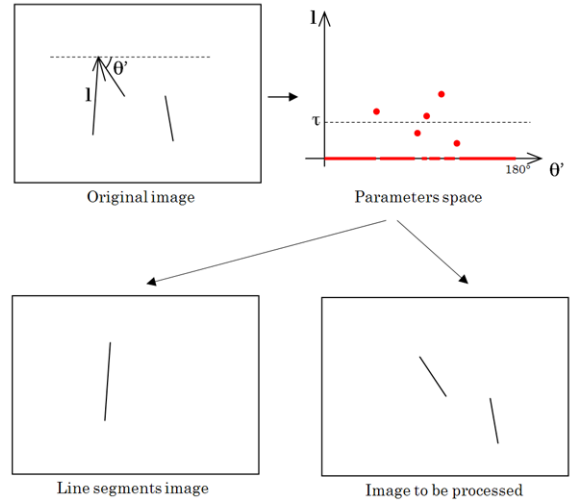 θ'
l
Original image
l
τ
180°
θ'
Parameters space
Line segments image
Image to be processed